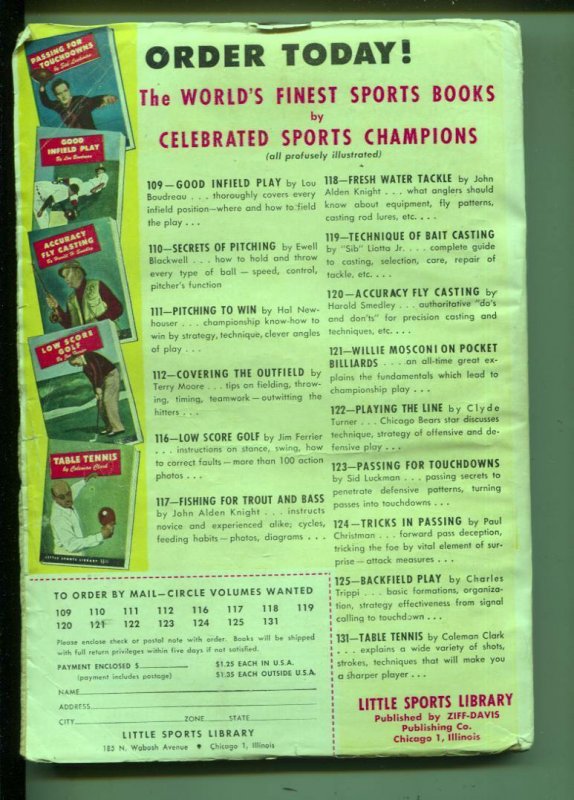 PASSING FOR
TOUCHDOWNS
by Sid Luckman
GOOD
INFIELD PLAY
By Lou Boudreau
ACCURACY
FLY CASTING
By Harold H. Smedley
LOW SCORE
GOLF
TABLE TENNIS
by Coleman Clark
LITTLE SPORTS LIBRARY
ORDER TODAY!
The WORLD'S FINEST SPORTS BOOKS
by
CELEBRATED SPORTS CHAMPIONS
(all profusely illustrated)
109—GOOD INFIELD PLAY by Lou
Boudreau . . . thoroughly covers every
infield position—where and how to field
the play . . .
110—SECRETS OF PITCHING by Ewell
Blackwell . . . how to hold and throw
every type of ball — speed, control,
pitcher's function
111—PITCHING TO WIN by Hal New-
houser . . . championship know-how to
win by strategy, technique, clever angles
of play . . .
112—COVERING THE OUTFIELD by
Terry Moore . . . tips on fielding, throw-
ing, timing, teamwork—outwitting the
hitters . . .
116—LOW SCORE GOLF by Jim Ferrier
. . . instructions on stance, swing, how
to correct faults—more than 100 action
photos . . .
117—FISHING FOR TROUT AND BASS
by John Alden Knight . . . instructs
novice and experienced alike; cycles,
feeding habits—photos, diagrams . . .
118—FRESH WATER TACKLE by John
Alden Knight . . . what anglers should
know about equipment, fly patterns,
casting rod lures, etc. . . .
119—TECHNIQUE OF BAIT CASTING
by "Sib" Liotta Jr. . . . complete guide
to casting, selection, care, repair of
tackle, etc. . . .
120—ACCURACY FLY CASTING by
Harold Smedley . . . authoritative "do's
and don'ts" for precision casting and
techniques, etc. . . .
121—WILLIE MOSCONI ON POCKET
BILLIARDS . . . an all-time great ex-
plains the fundamentals which lead to
championship play . . .
122—PLAYING THE LINE by Clyde
Turner . . . Chicago Bears star discusses
technique, strategy of offensive and de-
fensive play . . .
123—PASSING FOR TOUCHDOWNS
by Sid Luckman . . . passing secrets to
penetrate defensive patterns, turning
passes into touchdowns . . .
124—TRICKS IN PASSING by Paul
Christman . . . forward pass deception,
tricking the foe by vital element of sur-
prise—attack measures . . .
125—BACKFIELD PLAY by Charles
Trippi . . . basic formations, organiza-
tion, strategy effectiveness from signal
calling to touchdown . . .
131—TABLE TENNIS by Coleman Clark
. . . explains a wide variety of shots,
strokes, techniques that will make you
a sharper player . . .
TO ORDER BY MAIL—CIRCLE VOLUMES WANTED
109 110 111 112 116 117 118 119
120 121 122 123 124 125 131
Please enclose check or postal note with order. Books will be shipped
with full return privileges within five days if not satisfied.
PAYMENT ENCLOSED $ $1.25 EACH IN U.S.A.
(payment includes postage) $1.35 EACH OUTSIDE U.S.A.
NAME
ADDRESS
CITY ZONE STATE
LITTLE SPORTS LIBRARY
185 N. Wabash Avenue • Chicago 1, Illinois
LITTLE SPORTS LIBRARY
Published by ZIFF-DAVIS
Publishing Co.
Chicago 1, Illinois